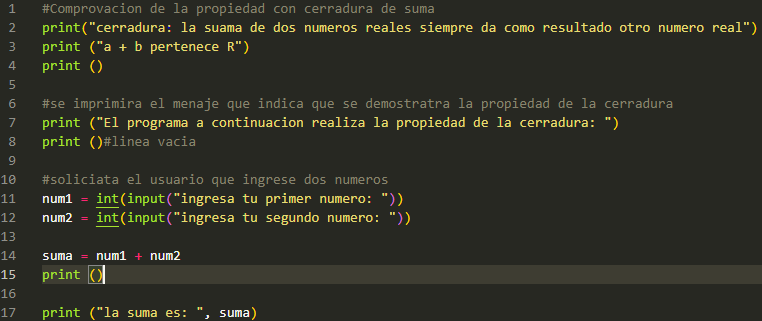 1 #Comprovacion de la propiedad con cerradura de suma
2 print("cerradura: la suama de dos numeros reales siempre da como resultado otro numero real")
3 print ("a + b pertenece R")
4 print ()
5
6 #se imprimira el menaje que indica que se demostratra la propiedad de la cerradura
7 print ("El programa a continuacion realiza la propiedad de la cerradura: ")
8 print ()#linea vacia
9
10 #soliciata el usuario que ingrese dos numeros
11 num1 = int(input("ingresa tu primer numero: "))
12 num2 = int(input("ingresa tu segundo numero: "))
13
14 suma = num1 + num2
15 print ()
16
17 print ("la suma es: ", suma)